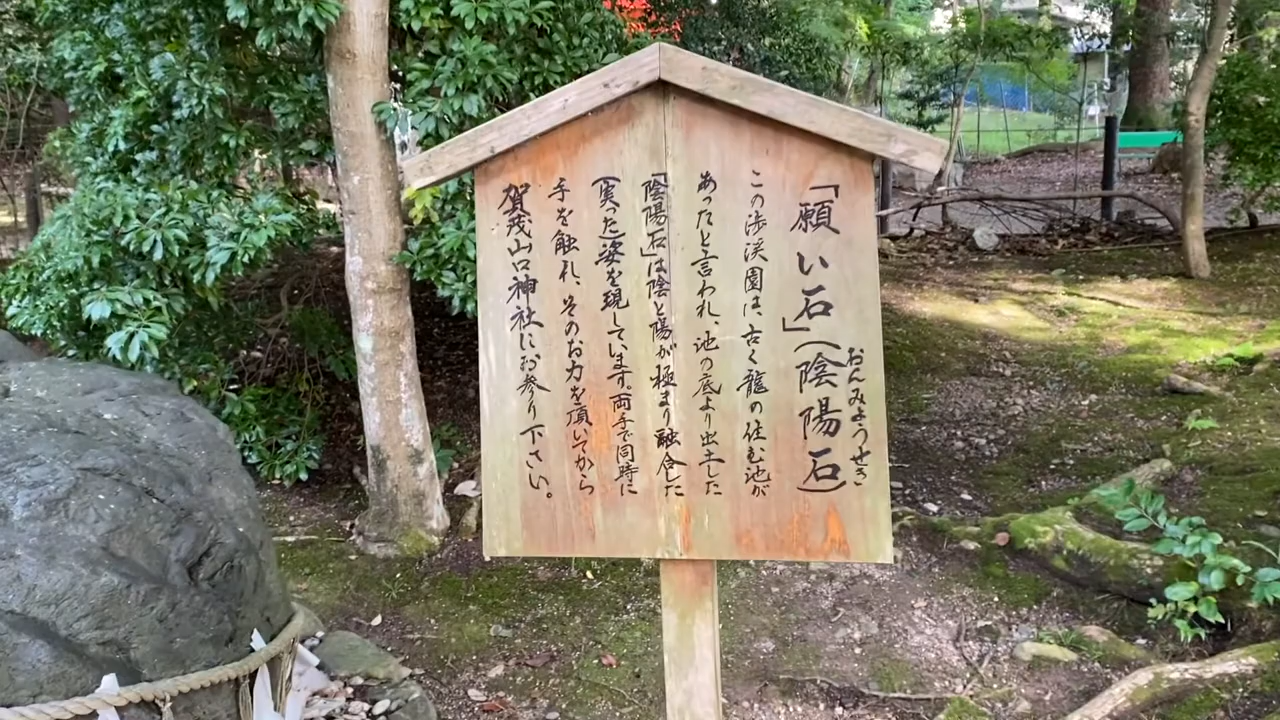 「願い石」(陰陽石)
おんみようせき
この渉渓園は、古く龍の住む池が
あったと言われ、池の底より出土した
「陰陽石」は陰と陽が極まり融合した
(実った)姿を現しています。両手で同時に
手を触れ、そのお力を頂いてから
賀茂山口神社にお参り下さい。